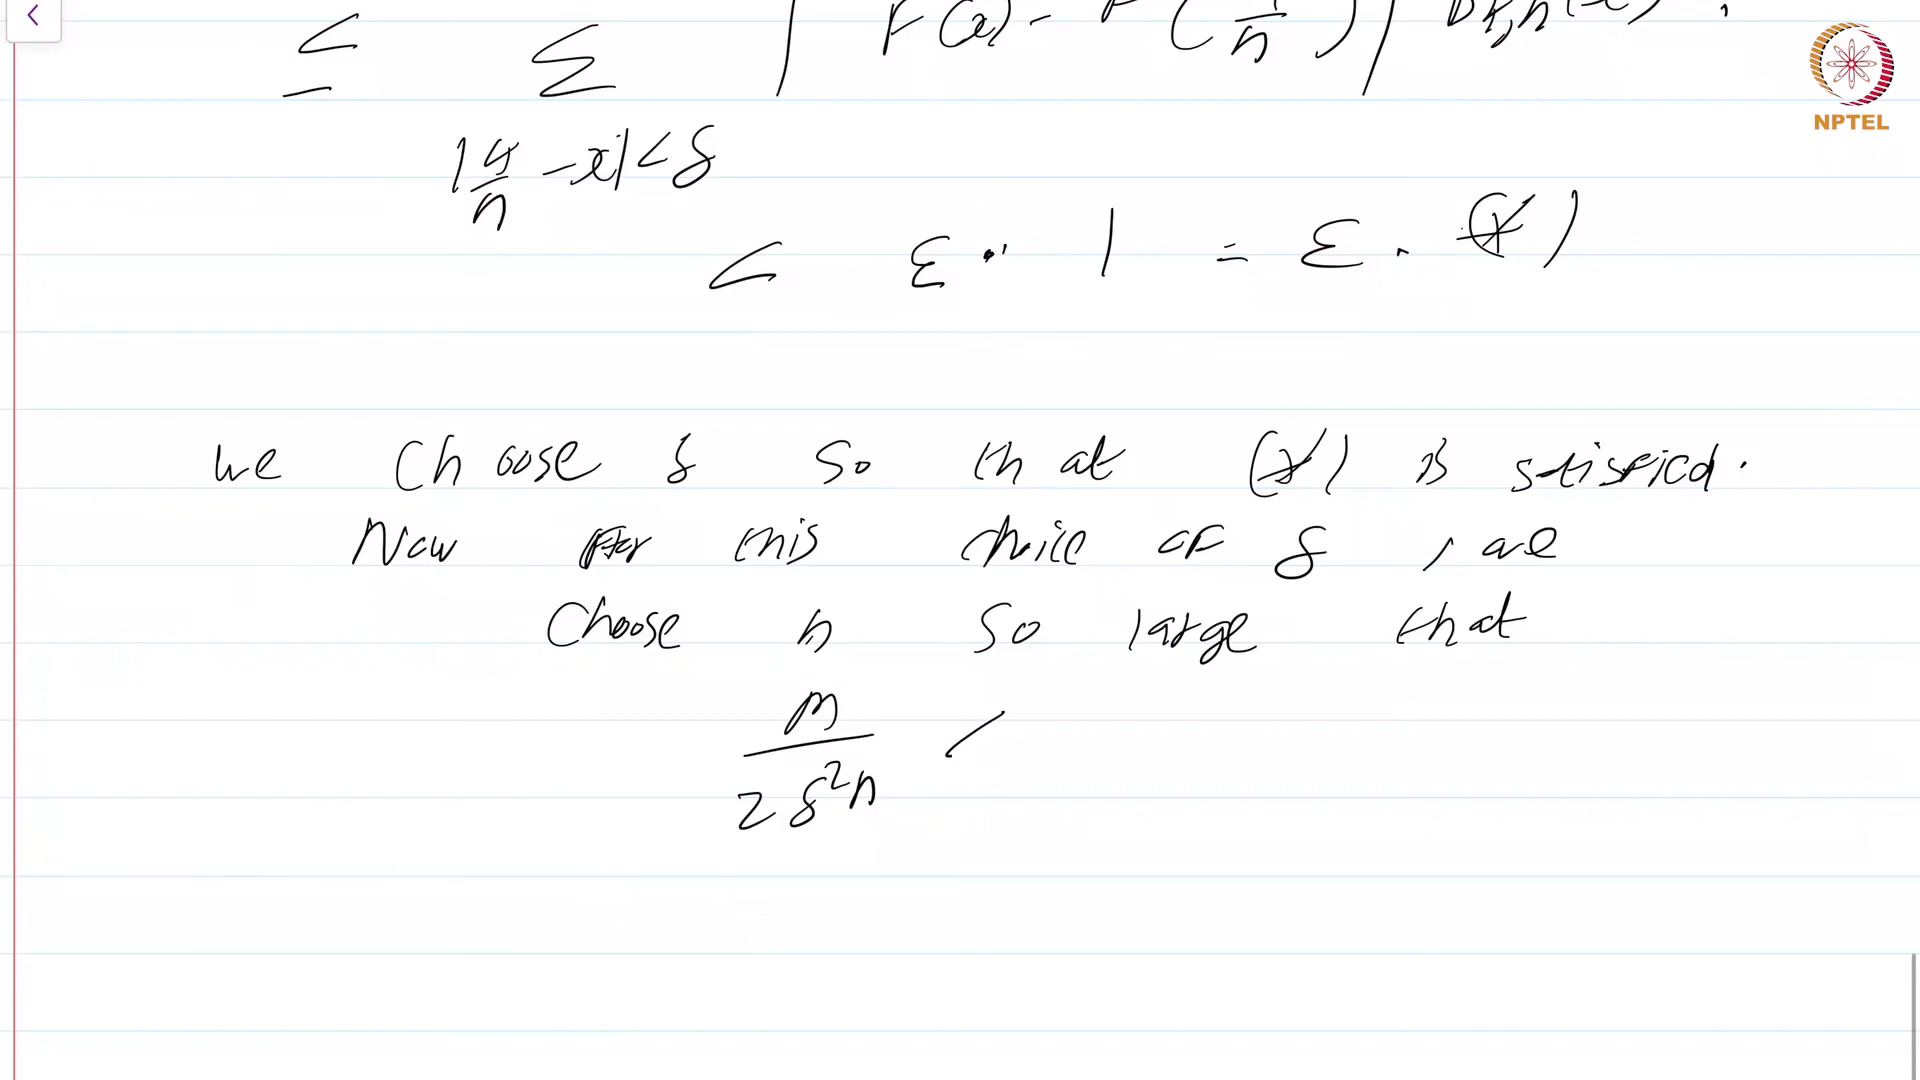 ≤ Σ | F(x) - F(k/n) | b_{k,n}(x).
NPTEL
|k/n - x| < δ
< ε · 1 = ε. (*)
we choose δ so that (*) is satisfied.
Now for this choice of δ, we
choose n so large that
M / 2δ²n <